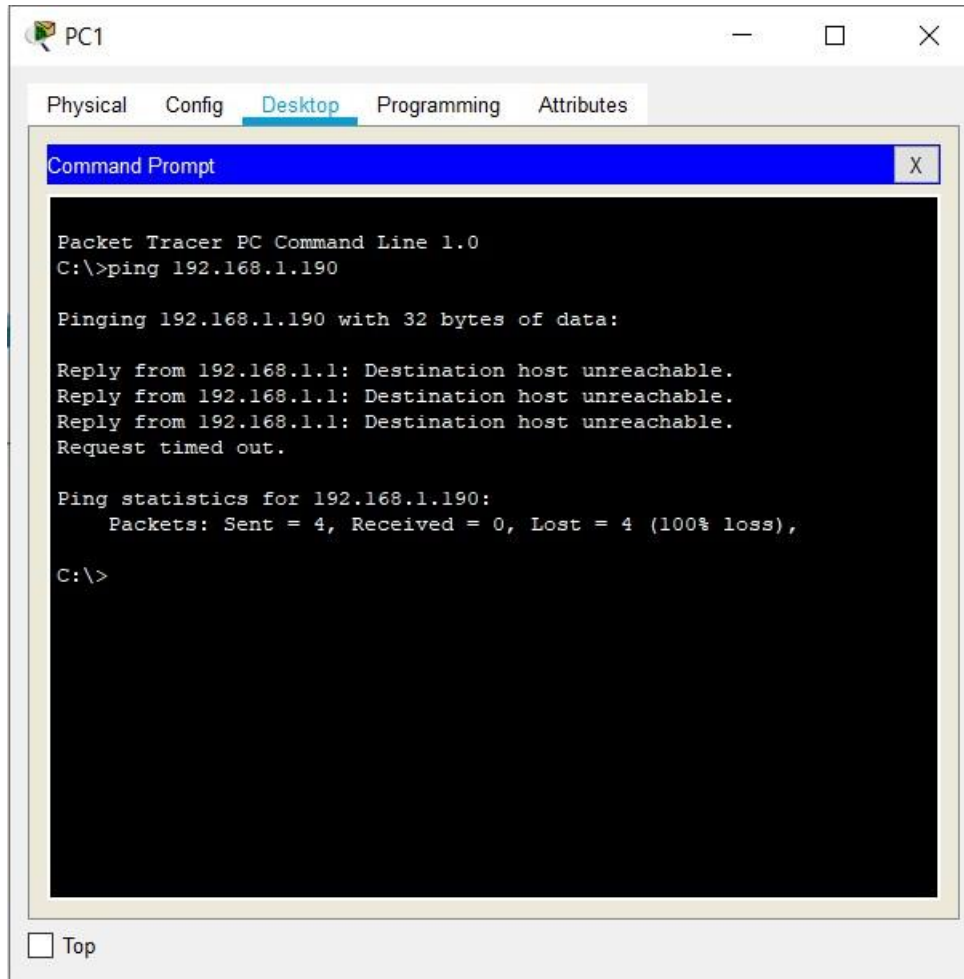 PC1
Physical Config Desktop Programming Attributes
Command Prompt X
Packet Tracer PC Command Line 1.0
C:\>ping 192.168.1.190
Pinging 192.168.1.190 with 32 bytes of data:
Reply from 192.168.1.1: Destination host unreachable.
Reply from 192.168.1.1: Destination host unreachable.
Reply from 192.168.1.1: Destination host unreachable.
Request timed out.
Ping statistics for 192.168.1.190:
Packets: Sent = 4, Received = 0, Lost = 4 (100% loss),
C:\>
Top